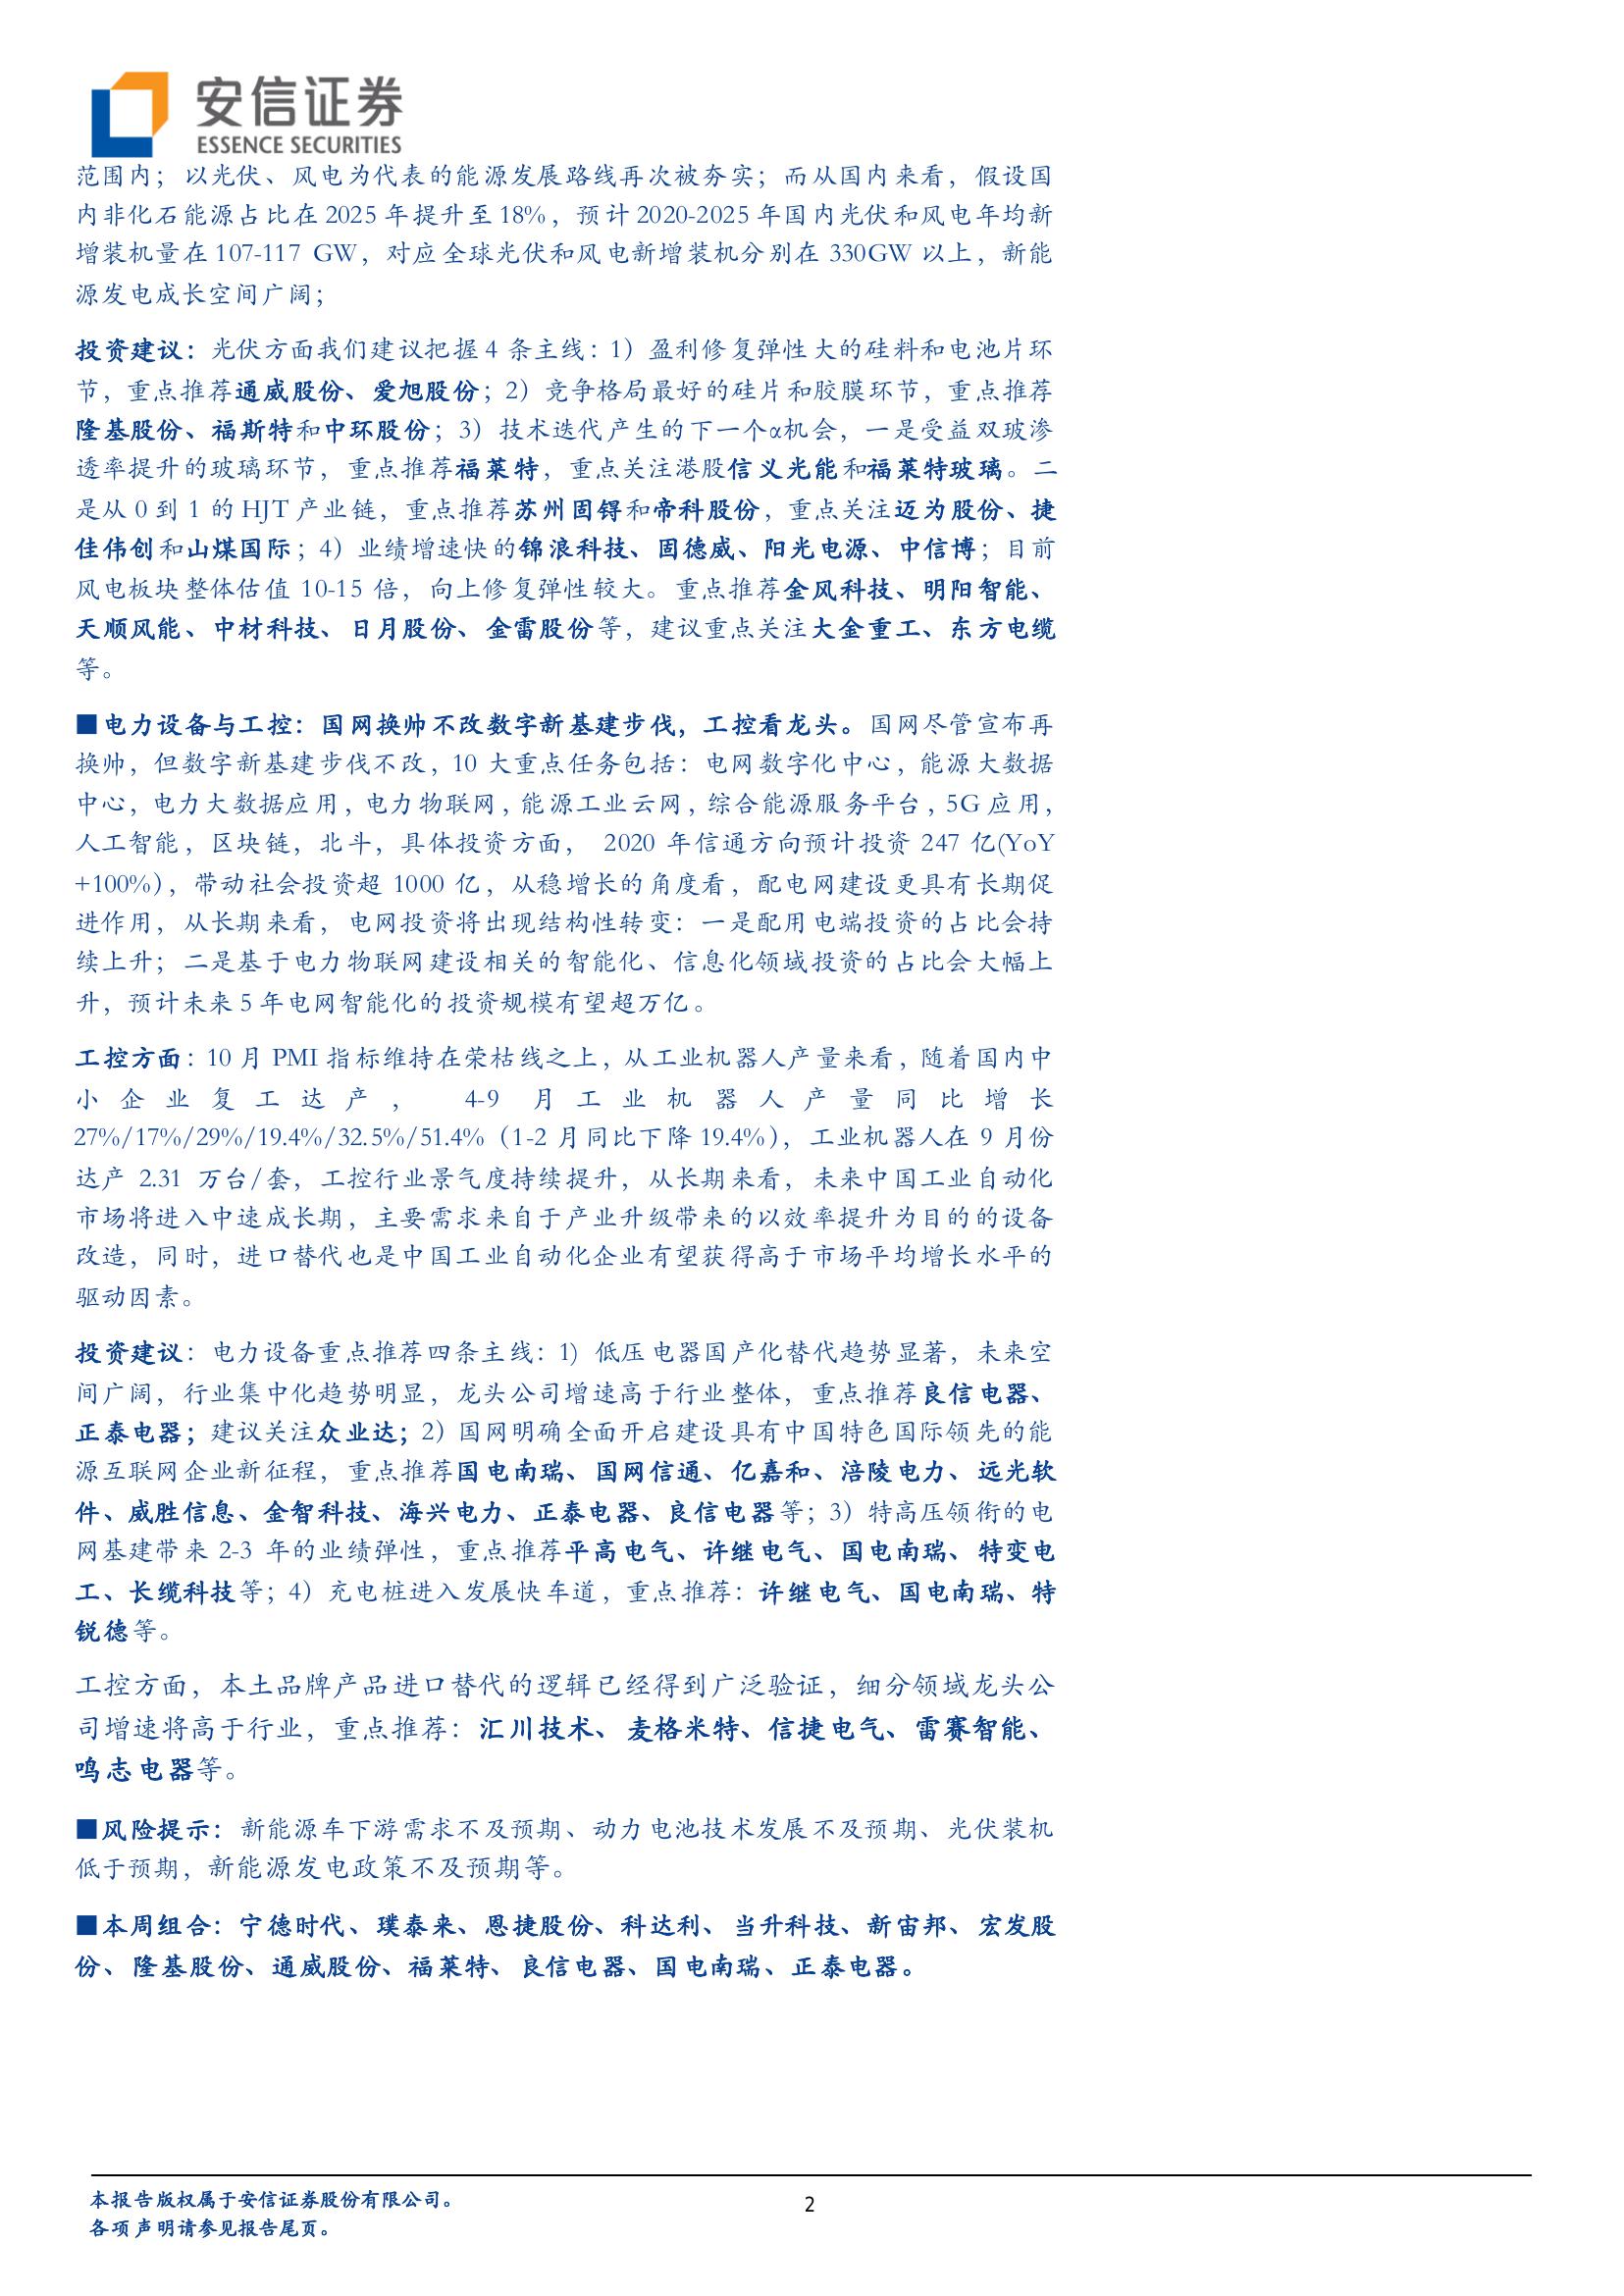 安信证券
ESSENCE SECURITIES
范围内；以光伏、风电为代表的能源发展路线再次被夯实；而从国内来看，假设国
内非化石能源占比在 2025 年提升至 18%，预计 2020-2025 年国内光伏和风电年均新
增装机量在 107-117 GW，对应全球光伏和风电新增装机分别在 330GW 以上，新能
源发电成长空间广阔；
投资建议：光伏方面我们建议把握 4 条主线：1）盈利修复弹性大的硅料和电池片环
节，重点推荐通威股份、爱旭股份；2）竞争格局最好的硅片和胶膜环节，重点推荐
隆基股份、福斯特和中环股份；3）技术迭代产生的下一个α机会，一是受益双玻渗
透率提升的玻璃环节，重点推荐福莱特，重点关注港股信义光能和福莱特玻璃。二
是从 0 到 1 的 HJT 产业链，重点推荐苏州固锝和帝科股份，重点关注迈为股份、捷
佳伟创和山煤国际；4）业绩增速快的锦浪科技、固德威、阳光电源、中信博；目前
风电板块整体估值 10-15 倍，向上修复弹性较大。重点推荐金风科技、明阳智能、
天顺风能、中材科技、日月股份、金雷股份等，建议重点关注大金重工、东方电缆
等。
■电力设备与工控：国网换帅不改数字新基建步伐，工控看龙头。国网尽管宣布再
换帅，但数字新基建步伐不改，10 大重点任务包括：电网数字化中心，能源大数据
中心，电力大数据应用，电力物联网，能源工业云网，综合能源服务平台，5G 应用，
人工智能，区块链，北斗，具体投资方面， 2020 年信通方向预计投资 247 亿(YoY
+100%)，带动社会投资超 1000 亿，从稳增长的角度看，配电网建设更具有长期促
进作用，从长期来看，电网投资将出现结构性转变：一是配用电端投资的占比会持
续上升；二是基于电力物联网建设相关的智能化、信息化领域投资的占比会大幅上
升，预计未来 5 年电网智能化的投资规模有望超万亿。
工控方面：10 月 PMI 指标维持在荣枯线之上，从工业机器人产量来看，随着国内中
小企业复工达产， 4-9 月工业机器人产量同比增长
27%/17%/29%/19.4%/32.5%/51.4%（1-2 月同比下降 19.4%），工业机器人在 9 月份
达产 2.31 万台/套，工控行业景气度持续提升，从长期来看，未来中国工业自动化
市场将进入中速成长期，主要需求来自于产业升级带来的以效率提升为目的的设备
改造，同时，进口替代也是中国工业自动化企业有望获得高于市场平均增长水平的
驱动因素。
投资建议：电力设备重点推荐四条主线：1) 低压电器国产化替代趋势显著，未来空
间广阔，行业集中化趋势明显，龙头公司增速高于行业整体，重点推荐良信电器、
正泰电器；建议关注众业达；2）国网明确全面开启建设具有中国特色国际领先的能
源互联网企业新征程，重点推荐国电南瑞、国网信通、亿嘉和、涪陵电力、远光软
件、威胜信息、金智科技、海兴电力、正泰电器、良信电器等；3）特高压领衔的电
网基建带来 2-3 年的业绩弹性，重点推荐平高电气、许继电气、国电南瑞、特变电
工、长缆科技等；4）充电桩进入发展快车道，重点推荐：许继电气、国电南瑞、特
锐德等。
工控方面，本土品牌产品进口替代的逻辑已经得到广泛验证，细分领域龙头公
司增速将高于行业，重点推荐：汇川技术、麦格米特、信捷电气、雷赛智能、
鸣志电器等。
■风险提示：新能源车下游需求不及预期、动力电池技术发展不及预期、光伏装机
低于预期，新能源发电政策不及预期等。
■本周组合：宁德时代、璞泰来、恩捷股份、科达利、当升科技、新宙邦、宏发股
份、隆基股份、通威股份、福莱特、良信电器、国电南瑞、正泰电器。
本报告版权属于安信证券股份有限公司。
各项声明请参见报告尾页。
2